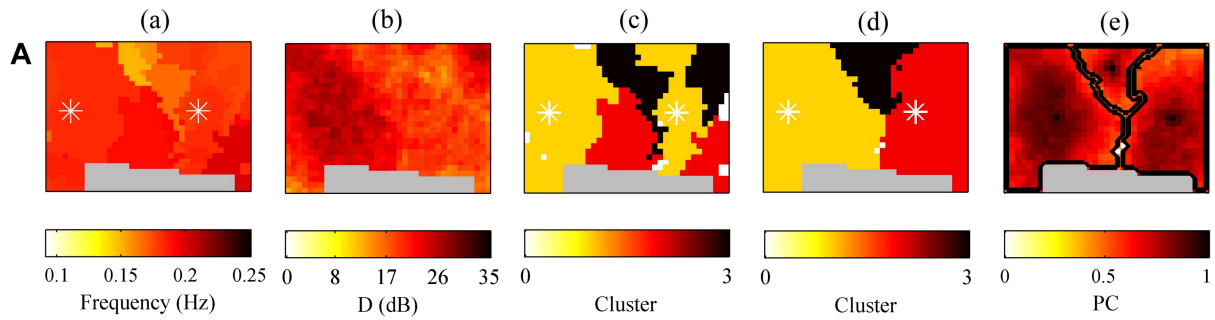 (a) (b) (c) (d) (e)
A
0.1 0.15 0.2 0.25 0 8 17 26 35 0 3 0 3 0 0.5 1
Frequency (Hz) D (dB) Cluster Cluster PC